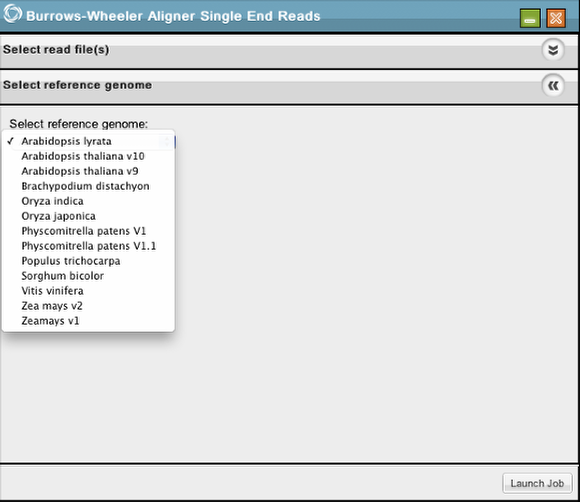 Burrows-Wheeler Aligner Single End Reads
Select read file(s)
Select reference genome
Select reference genome:
✓ Arabidopsis lyrata
Arabidopsis thaliana v10
Arabidopsis thaliana v9
Brachypodium distachyon
Oryza indica
Oryza japonica
Physcomitrella patens V1
Physcomitrella patens V1.1
Populus trichocarpa
Sorghum bicolor
Vitis vinifera
Zea mays v2
Zeamays v1
Launch Job